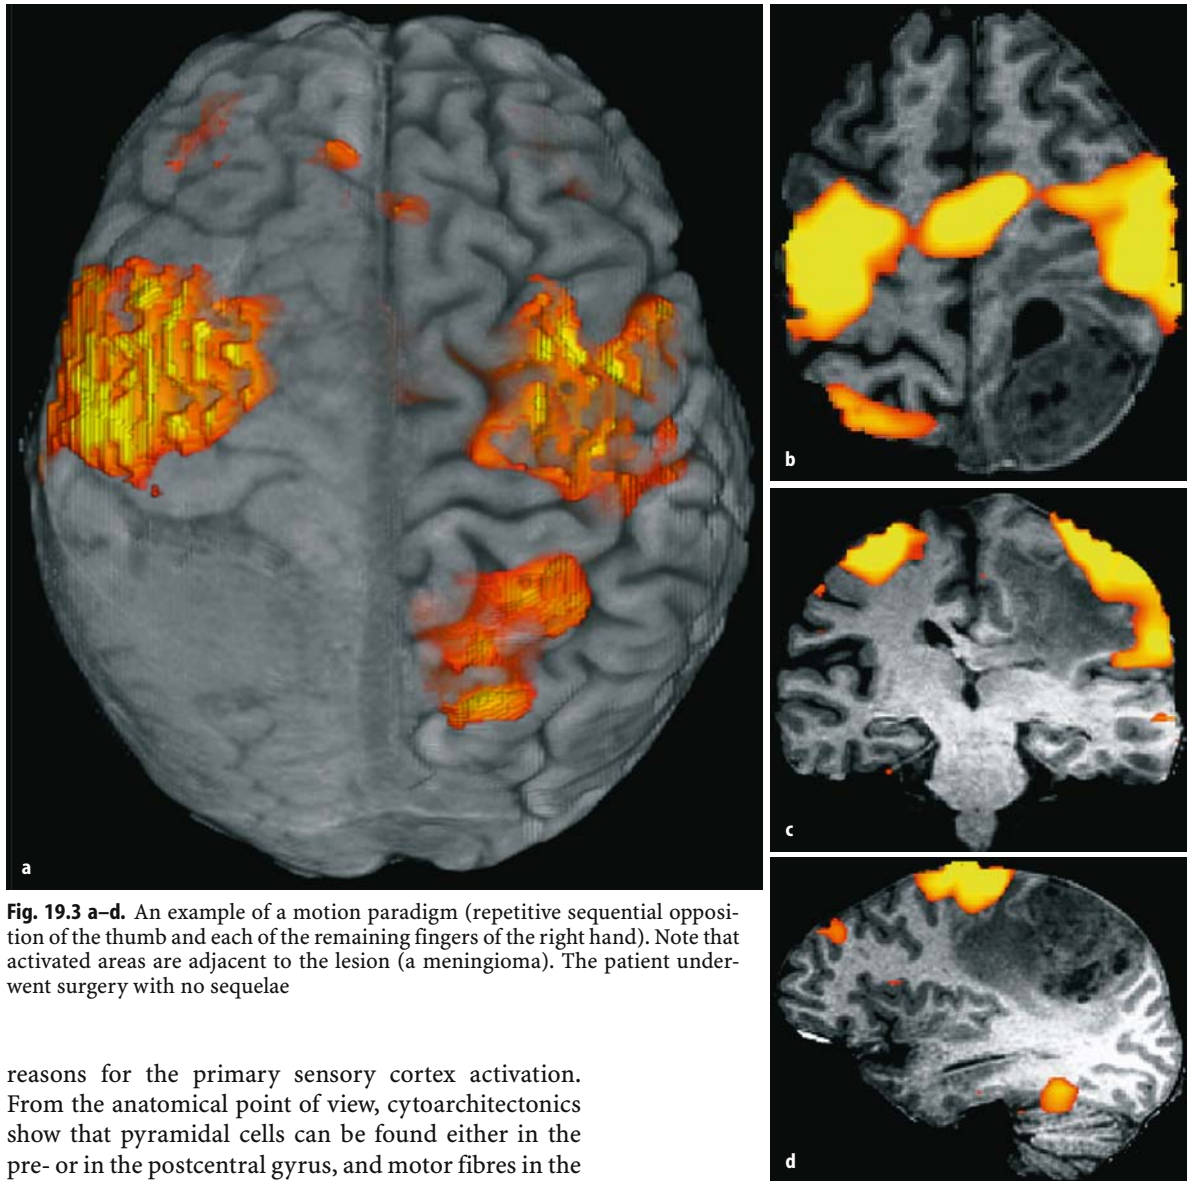 a
b
c
d
Fig. 19.3 a–d. An example of a motion paradigm (repetitive sequential opposi-
tion of the thumb and each of the remaining fingers of the right hand). Note that
activated areas are adjacent to the lesion (a meningioma). The patient under-
went surgery with no sequelae
reasons for the primary sensory cortex activation.
From the anatomical point of view, cytoarchitectonics
show that pyramidal cells can be found either in the
pre- or in the postcentral gyrus, and motor fibres in the